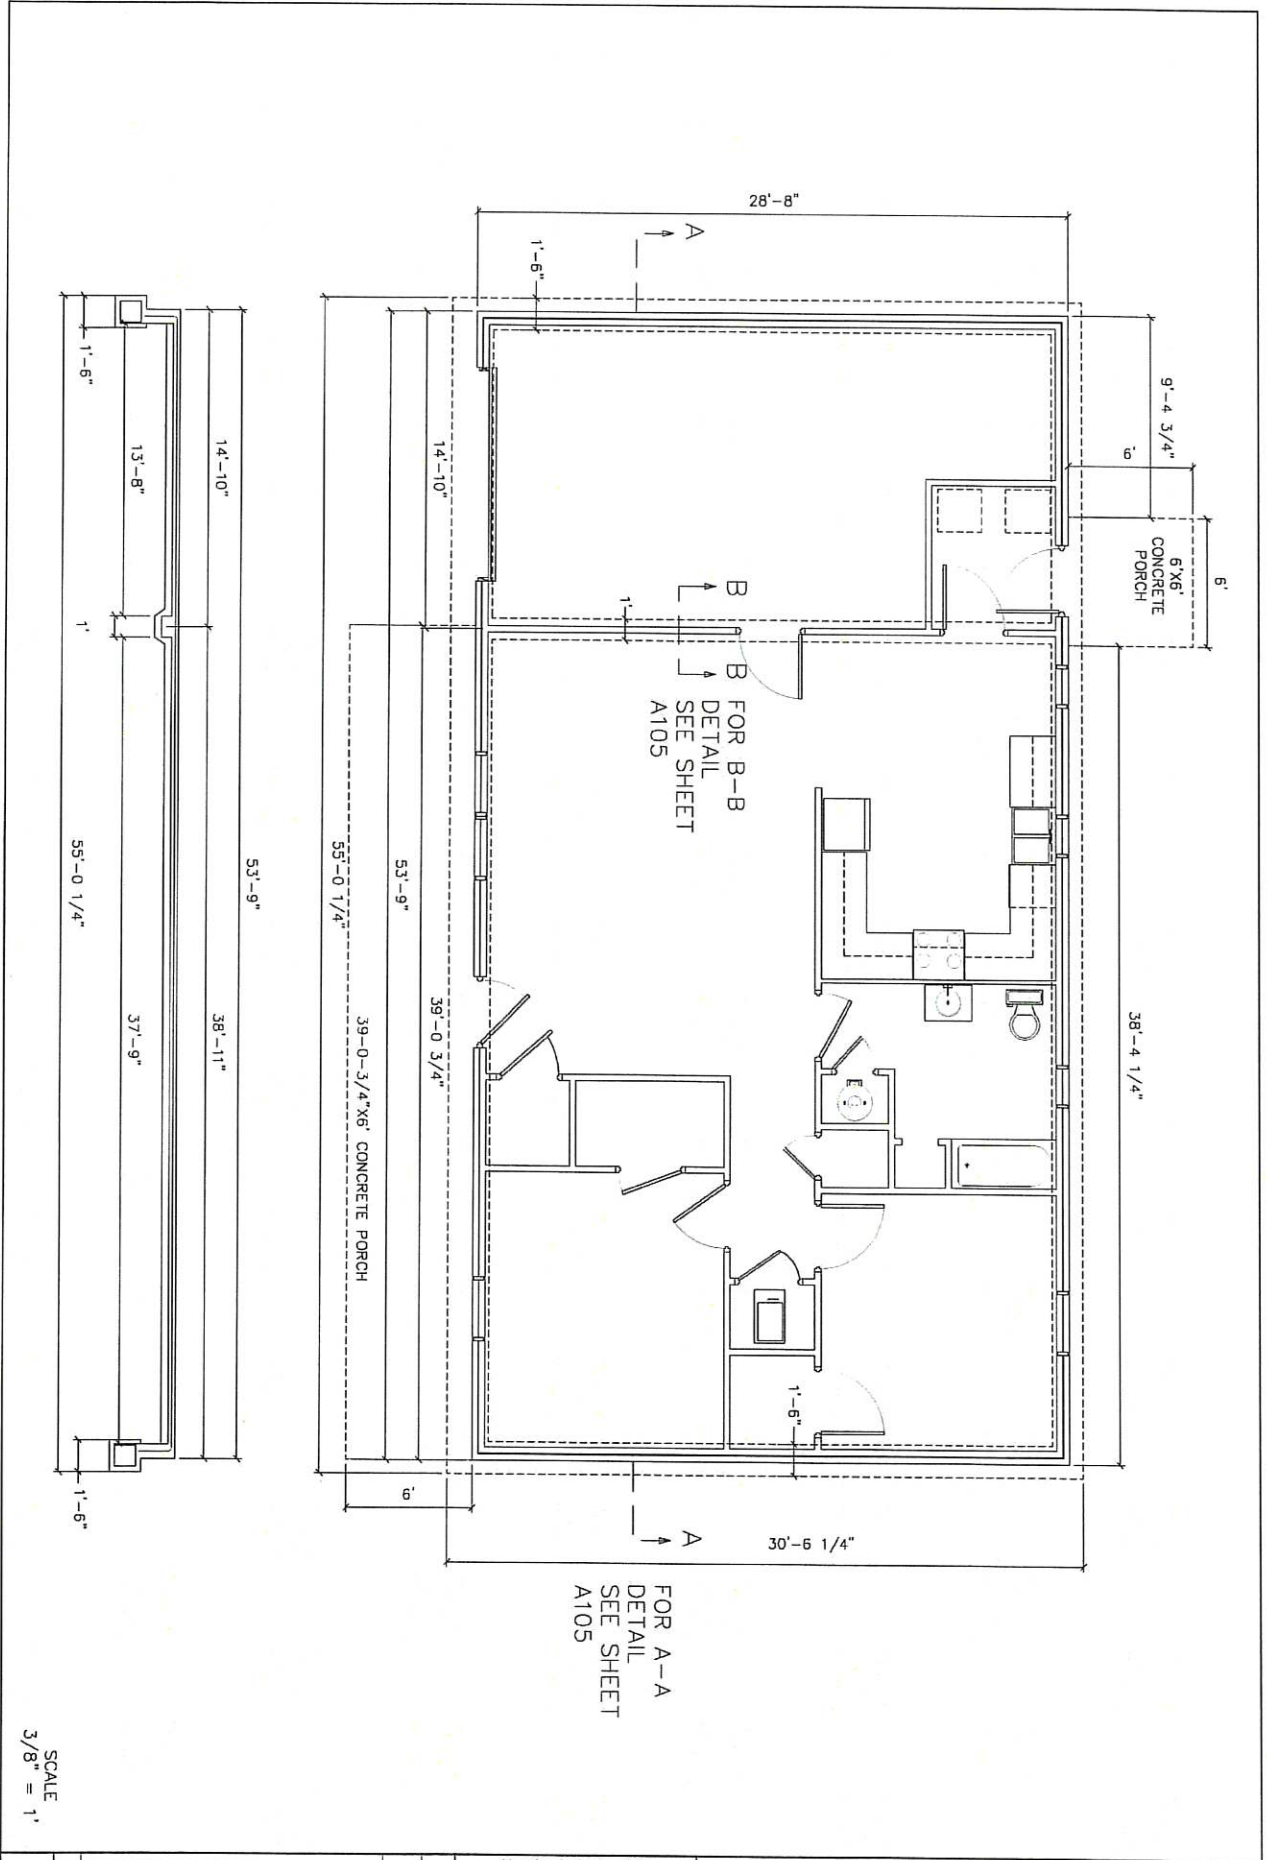 6'
6'X6'
CONCRETE
PORCH
6'
9'-4 3/4"
38'-4 1/4"
28'-8"
A
1'-6"
1'
B
B
FOR B-B
DETAIL
SEE SHEET
A105
1'-6"
30'-6 1/4"
A
FOR A-A
DETAIL
SEE SHEET
A105
14'-10"
39'-0 3/4"
53'-9"
39-0-3/4"X6' CONCRETE PORCH
6'
55'-0 1/4"
53'-9"
14'-10"
38'-11"
13'-8"
37'-9"
1'-6"
1'
1'-6"
55'-0 1/4"
SCALE
3/8" = 1'